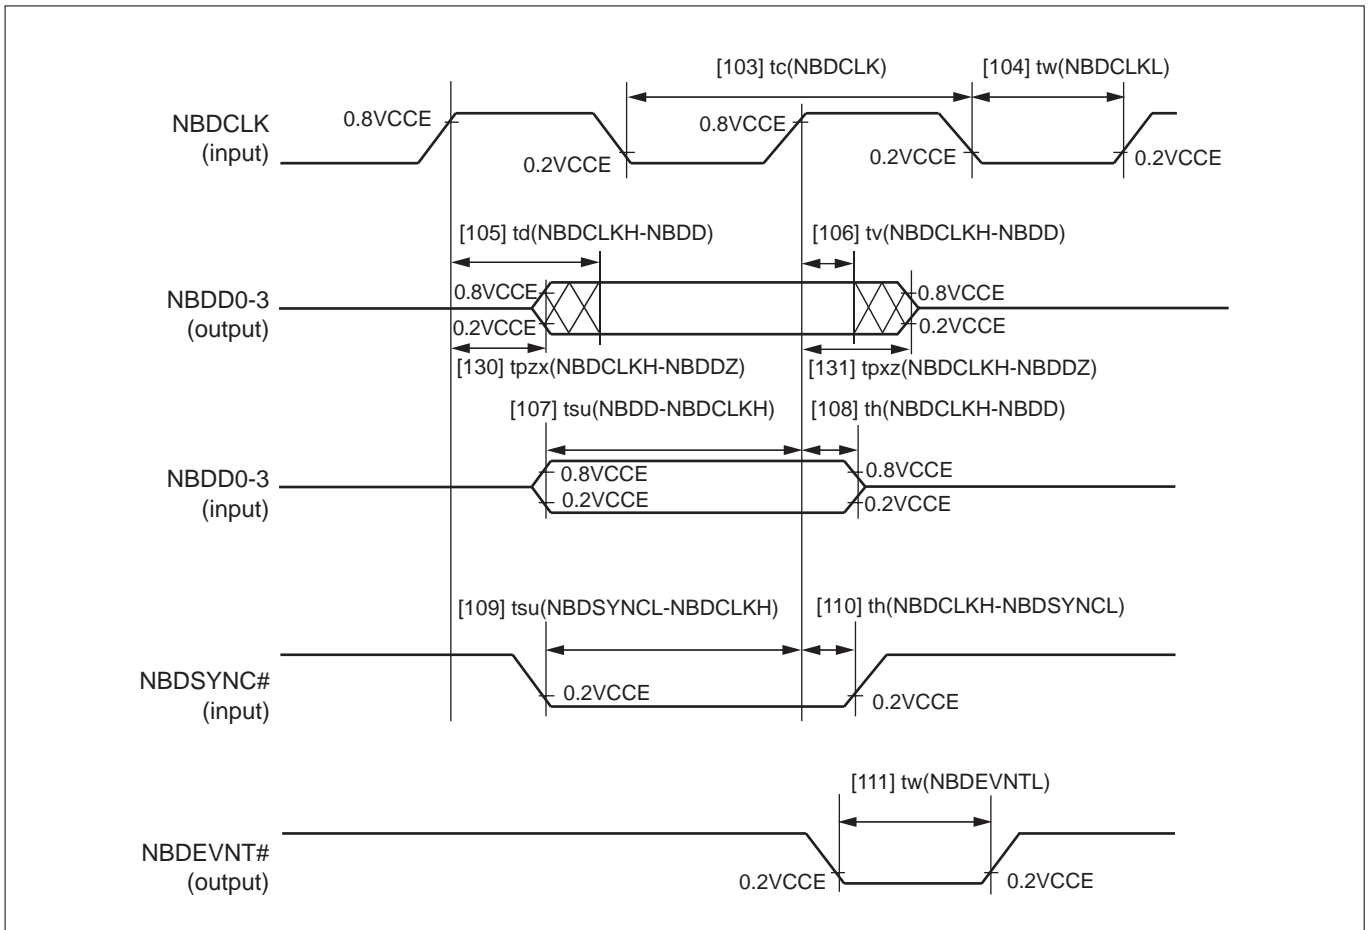 [103] tc(NBDCLK)
[104] tw(NBDCLKL)
NBDCLK
(input)
0.8VCCE
0.2VCCE
0.8VCCE
0.2VCCE
0.2VCCE
[105] td(NBDCLKH-NBDD)
[106] tv(NBDCLKH-NBDD)
NBDD0-3
(output)
0.8VCCE
0.2VCCE
0.8VCCE
0.2VCCE
[130] tpzx(NBDCLKH-NBDDZ)
[131] tpxz(NBDCLKH-NBDDZ)
[107] tsu(NBDD-NBDCLKH)
[108] th(NBDCLKH-NBDD)
NBDD0-3
(input)
0.8VCCE
0.2VCCE
0.8VCCE
0.2VCCE
[109] tsu(NBDSYNCL-NBDCLKH)
[110] th(NBDCLKH-NBDSYNCL)
NBDSYNC#
(input)
0.2VCCE
0.2VCCE
[111] tw(NBDEVNTL)
NBDEVNT#
(output)
0.2VCCE
0.2VCCE